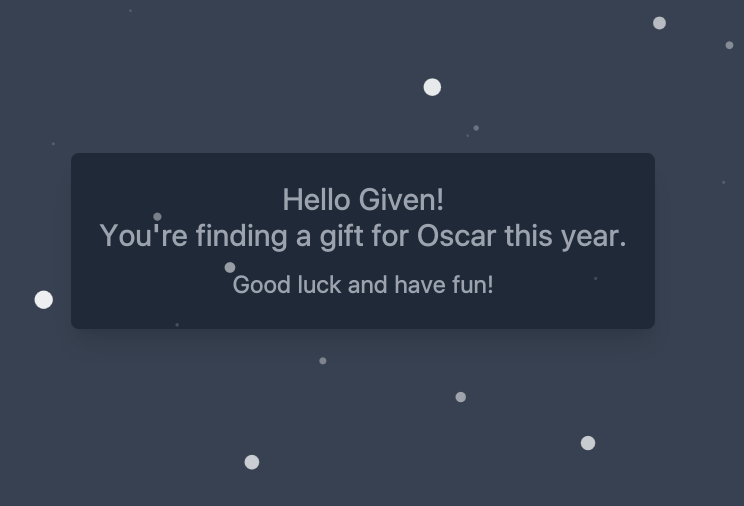 Hello Given!
You're finding a gift for Oscar this year.
Good luck and have fun!